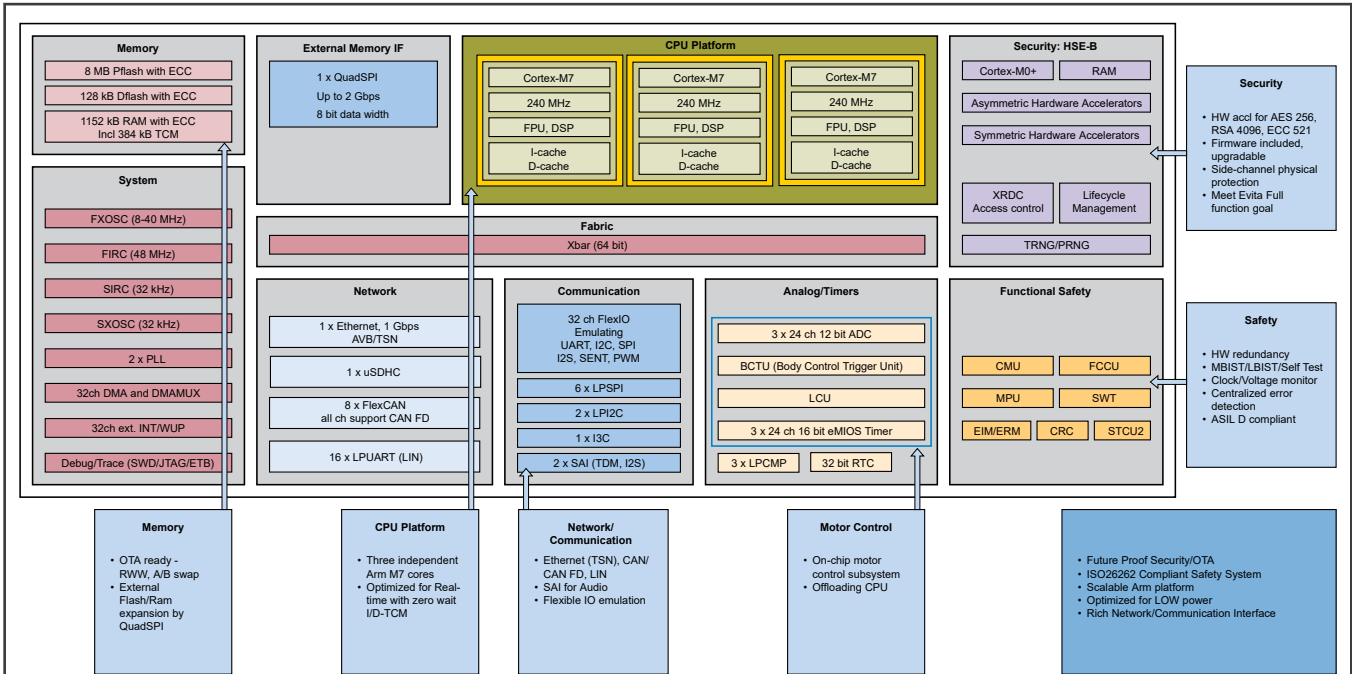 Memory
8 MB Pflash with ECC
128 kB Dflash with ECC
1152 kB RAM with ECC
Incl 384 kB TCM
External Memory IF
1 x QuadSPI
Up to 2 Gbps
8 bit data width
CPU Platform
Cortex-M7
240 MHz
FPU, DSP
I-cache
D-cache
Cortex-M7
240 MHz
FPU, DSP
I-cache
D-cache
Cortex-M7
240 MHz
FPU, DSP
I-cache
D-cache
Security: HSE-B
Cortex-M0+
RAM
Asymmetric Hardware Accelerators
Symmetric Hardware Accelerators
XRDC
Access control
Lifecycle
Management
TRNG/PRNG
Security
• HW accl for AES 256,
RSA 4096, ECC 521
• Firmware included,
upgradable
• Side-channel physical
protection
• Meet Evita Full
function goal
System
FXOSC (8-40 MHz)
FIRC (48 MHz)
SIRC (32 kHz)
SXOSC (32 kHz)
2 x PLL
32ch DMA and DMAMUX
32ch ext. INT/WUP
Debug/Trace (SWD/JTAG/ETB)
Fabric
Xbar (64 bit)
Network
1 x Ethernet, 1 Gbps
AVB/TSN
1 x uSDHC
8 x FlexCAN
all ch support CAN FD
16 x LPUART (LIN)
Communication
32 ch FlexIO
Emulating
UART, I2C, SPI
I2S, SENT, PWM
6 x LPSPI
2 x LPI2C
1 x I3C
2 x SAI (TDM, I2S)
Analog/Timers
3 x 24 ch 12 bit ADC
BCTU (Body Control Trigger Unit)
LCU
3 x 24 ch 16 bit eMIOS Timer
3 x LPCMP
32 bit RTC
Functional Safety
CMU
FCCU
MPU
SWT
EIM/ERM
CRC
STCU2
Safety
• HW redundancy
• MBIST/LBIST/Self Test
• Clock/Voltage monitor
• Centralized error
detection
• ASIL D compliant
Memory
• OTA ready -
RWW, A/B swap
• External
Flash/Ram
expansion by
QuadSPI
CPU Platform
• Three independent
Arm M7 cores
• Optimized for Real-
time with zero wait
I/D-TCM
Network/
Communication
• Ethernet (TSN), CAN/
CAN FD, LIN
• SAI for Audio
• Flexible IO emulation
Motor Control
• On-chip motor
control subsystem
• Offloading CPU
• Future Proof Security/OTA
• ISO26262 Compliant Safety System
• Scalable Arm platform
• Optimized for LOW power
• Rich Network/Communication Interface